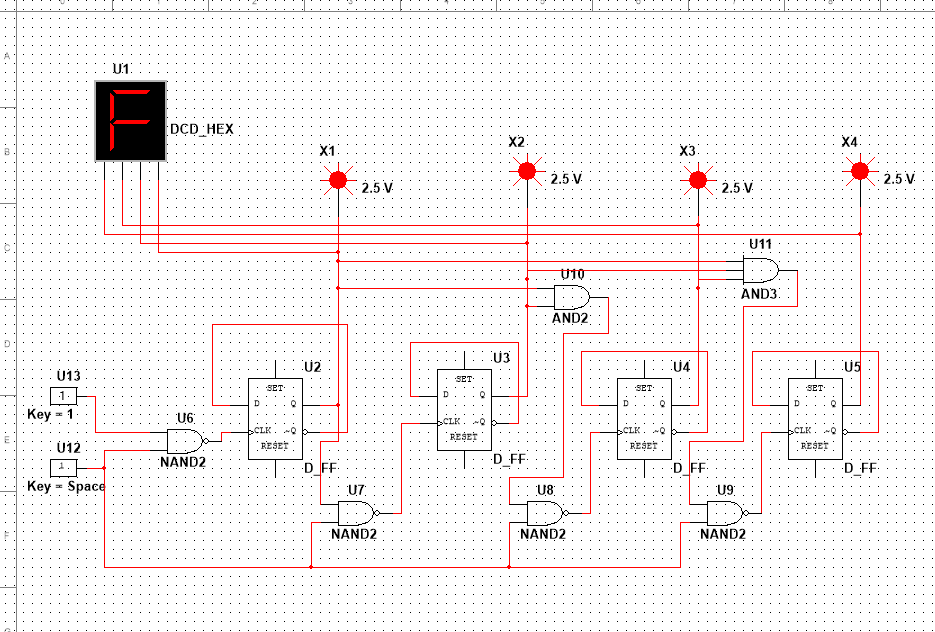 U1
F
DCD_HEX
X1
2.5 V
X2
2.5 V
X3
2.5 V
X4
2.5 V
U11
AND3
U10
AND2
U13
1
Key = 1
U12
1
Key = Space
U6
NAND2
U2
SET
D Q
CLK ~Q
RESET
D_FF
U3
SET
D Q
CLK ~Q
RESET
D_FF
U4
SET
D Q
CLK ~Q
RESET
D_FF
U5
SET
D Q
CLK ~Q
RESET
D_FF
U7
NAND2
U8
NAND2
U9
NAND2
A
B
C
D
E
F
G